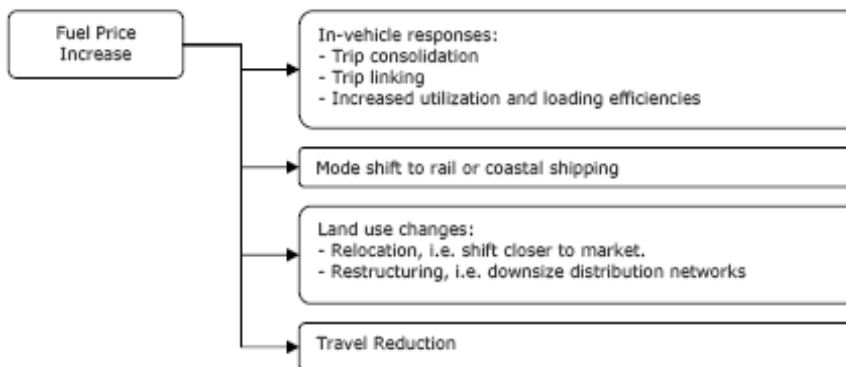 Fuel Price
Increase
In-vehicle responses:
- Trip consolidation
- Trip linking
- Increased utilization and loading efficiencies
Mode shift to rail or coastal shipping
Land use changes:
- Relocation, i.e. shift closer to market.
- Restructuring, i.e. downsize distribution networks
Travel Reduction